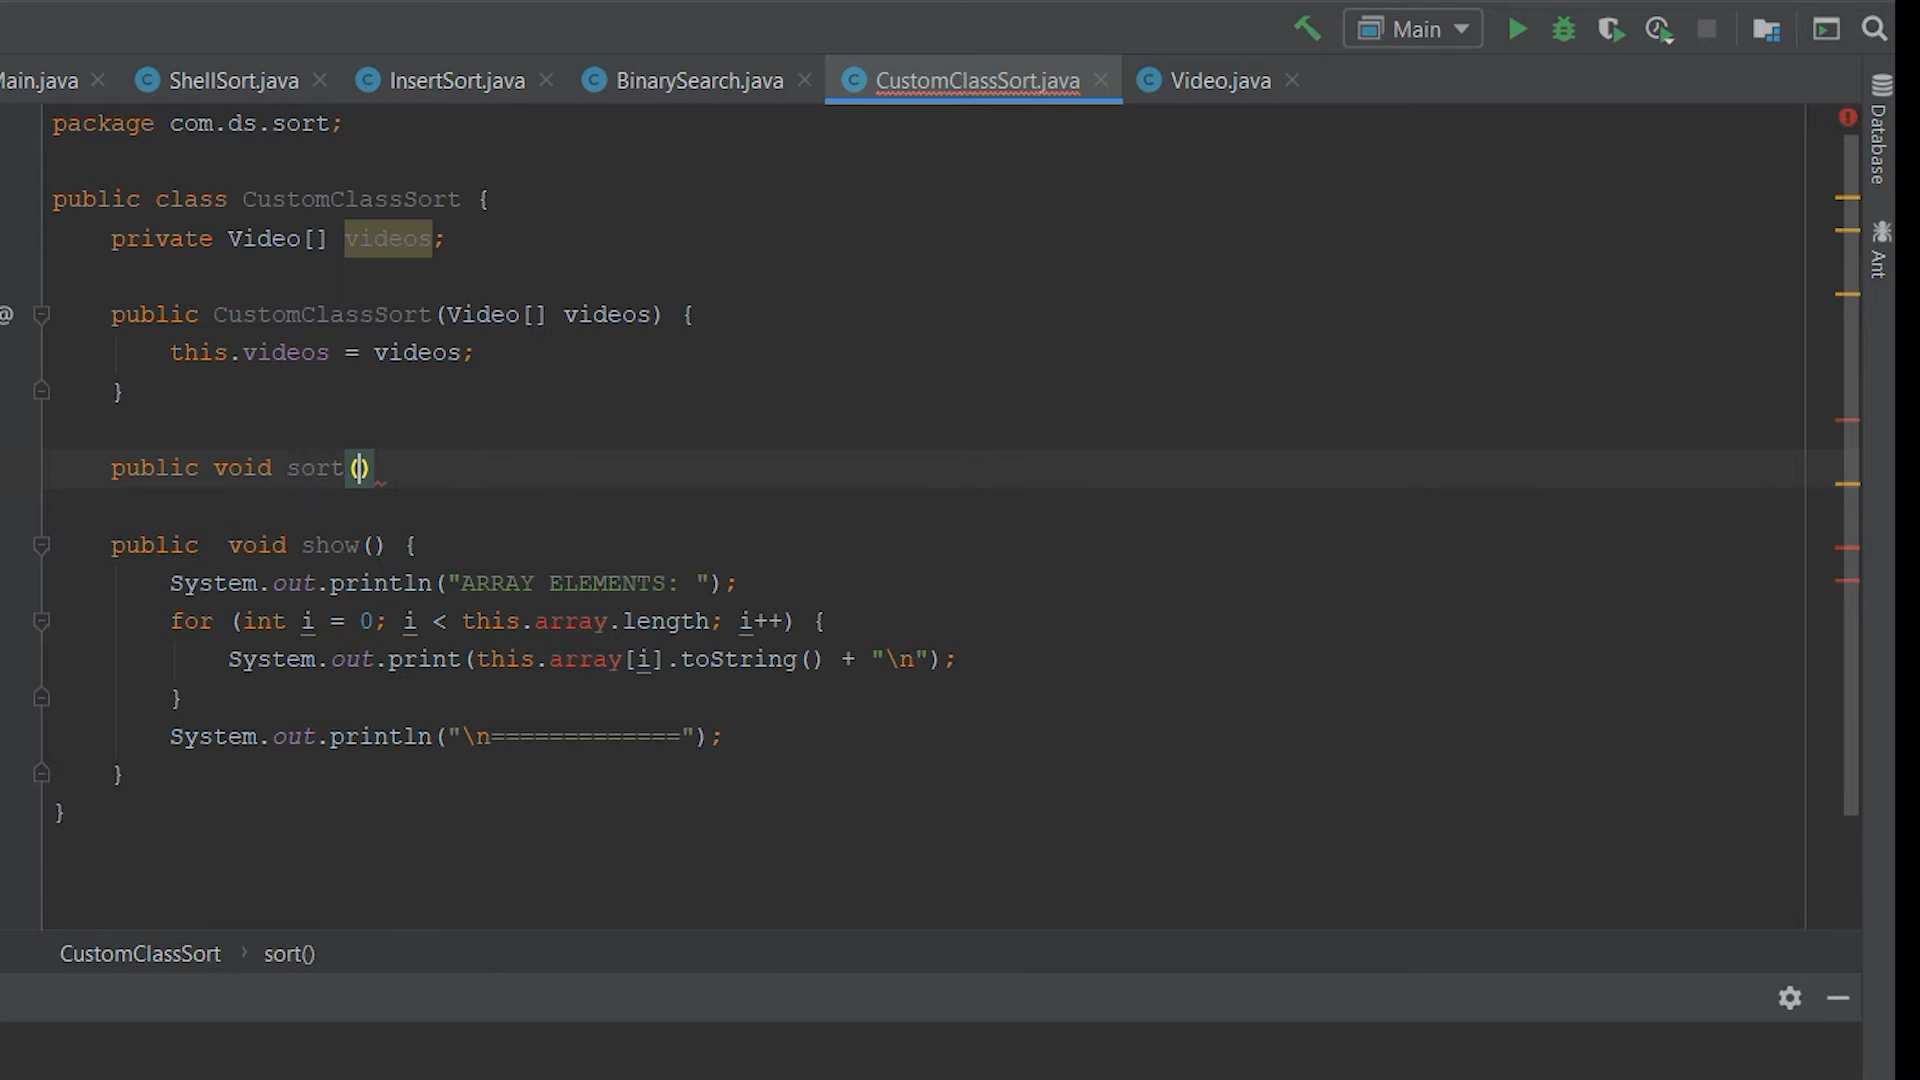 Main
Main.java ShellSort.java InsertSort.java BinarySearch.java CustomClassSort.java Video.java
package com.ds.sort;
public class CustomClassSort {
private Video[] videos;
public CustomClassSort(Video[] videos) {
this.videos = videos;
}
public void sort()
public  void show() {
System.out.println("ARRAY ELEMENTS: ");
for (int i = 0; i < this.array.length; i++) {
System.out.print(this.array[i].toString() + "\n");
}
System.out.println("\n=============");
}
}
CustomClassSort › sort()
Database
Ant
@